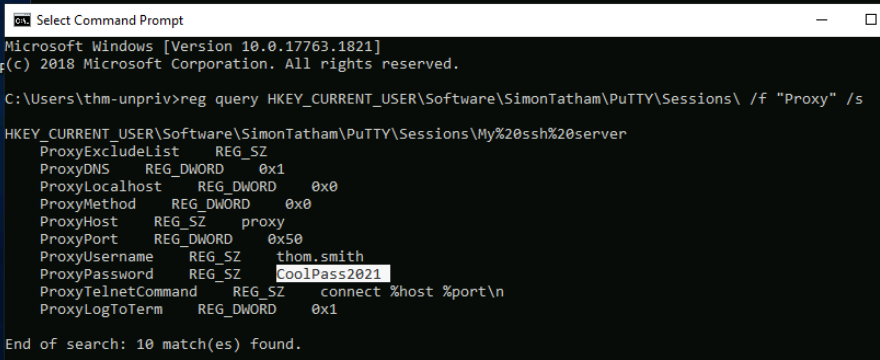 Select Command Prompt
Microsoft Windows [Version 10.0.17763.1821]
(c) 2018 Microsoft Corporation. All rights reserved.
C:\Users\thm-unpriv>reg query HKEY_CURRENT_USER\Software\SimonTatham\PuTTY\Sessions\ /f "Proxy" /s
HKEY_CURRENT_USER\Software\SimonTatham\PuTTY\Sessions\My%20ssh%20server
    ProxyExcludeList    REG_SZ
    ProxyDNS    REG_DWORD    0x1
    ProxyLocalhost    REG_DWORD    0x0
    ProxyMethod    REG_DWORD    0x0
    ProxyHost    REG_SZ    proxy
    ProxyPort    REG_DWORD    0x50
    ProxyUsername    REG_SZ    thom.smith
    ProxyPassword    REG_SZ    CoolPass2021
    ProxyTelnetCommand    REG_SZ    connect %host %port\n
    ProxyLogToTerm    REG_DWORD    0x1
End of search: 10 match(es) found.